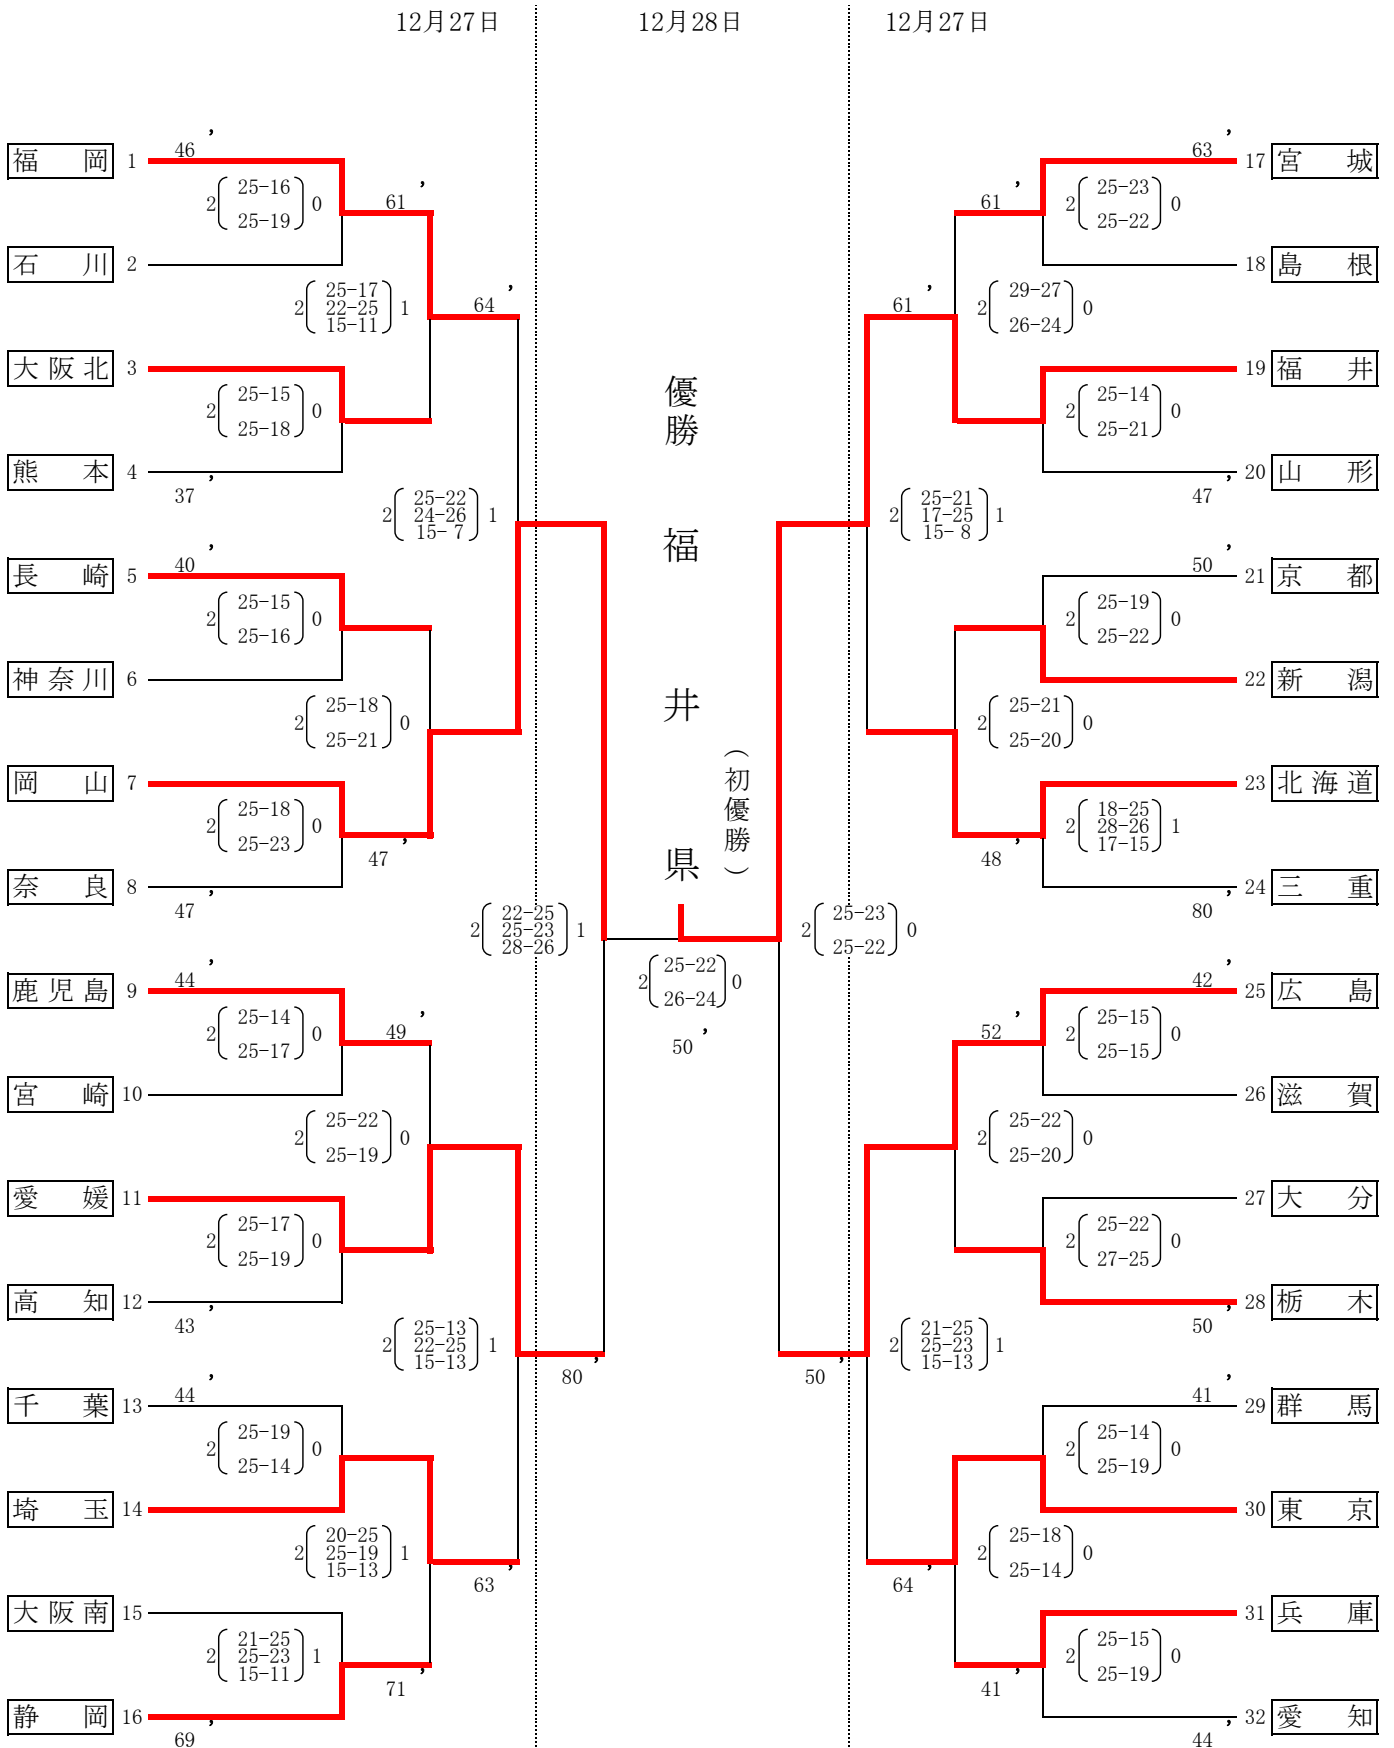 12月27日
12月28日
12月27日
福岡 1 46’
2 25-16 0
25-19
石川 2
61’
2 25-17 1
22-25
15-11
大阪北 3
2 25-15 0
25-18
熊本 4 37’
64’
2 25-22 1
24-26
15- 7
長崎 5 40’
2 25-15 0
25-16
神奈川 6
2 25-18 0
25-21
岡山 7
2 25-18 0
25-23
47’
奈良 8 47’
2 22-25 1
25-23
28-26
鹿児島 9 44’
2 25-14 0
25-17
49’
宮崎 10
2 25-22 0
25-19
愛媛 11
2 25-17 0
25-19
高知 12 43’
2 25-13 1
22-25
15-13
80’
千葉 13 44’
2 25-19 0
25-14
埼玉 14
2 20-25 1
25-19
15-13
63’
大阪南 15
2 21-25 1
25-23
15-11
71’
静岡 16 69’
優勝
福井県
(初優勝)
2 25-22 0
26-24
50’
63’ 17 宮城
2 25-23 0
25-22
61’
18 島根
61’
2 29-27 0
26-24
19 福井
2 25-14 0
25-21
47’ 20 山形
2 25-21 1
17-25
15- 8
50’ 21 京都
2 25-19 0
25-22
22 新潟
2 25-21 0
25-20
23 北海道
2 18-25 1
28-26
17-15
48’
80’ 24 三重
2 25-23 0
25-22
42’ 25 広島
2 25-15 0
25-15
52’
26 滋賀
2 25-22 0
25-20
27 大分
2 25-22 0
27-25
50’ 28 栃木
2 21-25 1
25-23
15-13
50’
41’ 29 群馬
2 25-14 0
25-19
30 東京
2 25-18 0
25-14
64’
31 兵庫
2 25-15 0
25-19
41’
44’ 32 愛知